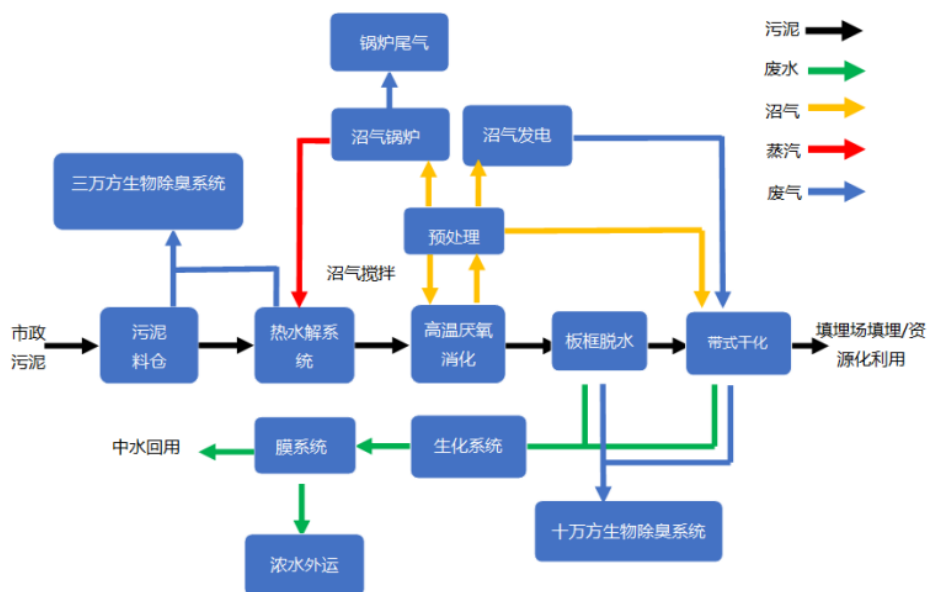 锅炉尾气
污泥
废水
沼气
蒸汽
废气
沼气锅炉
沼气发电
三万方生物除臭系统
预处理
沼气搅拌
市政
污泥
污泥
料仓
热水解系
统
高温厌氧
消化
板框脱水
带式干化
填埋场填埋/资
源化利用
中水回用
膜系统
生化系统
十万方生物除臭系统
浓水外运